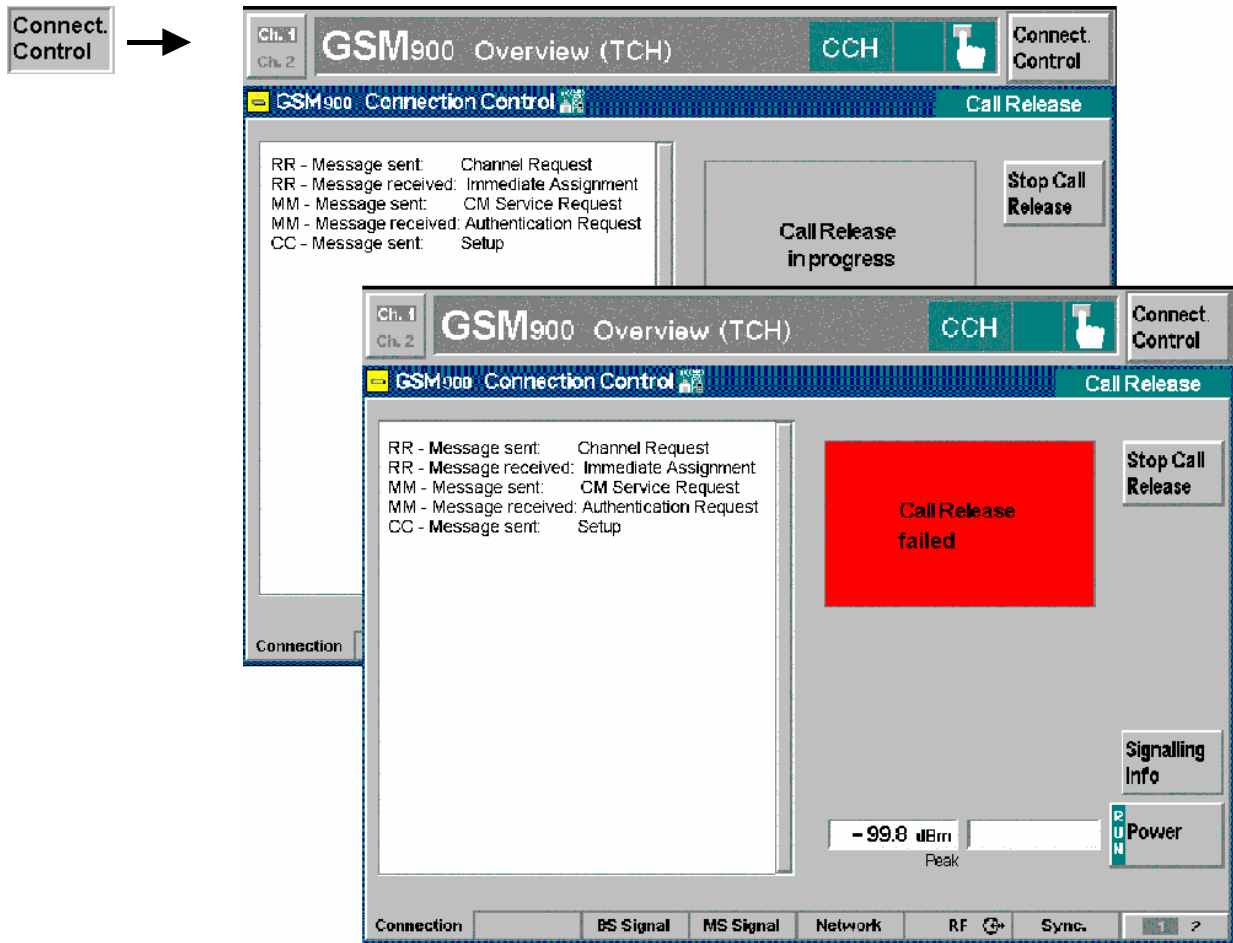 Connect.
Control
Ch. 1
Ch. 2
GSM900 Overview (TCH)
CCH
Connect.
Control
GSM900 Connection Control
Call Release
RR - Message sent: Channel Request
RR - Message received: Immediate Assignment
MM - Message sent: CM Service Request
MM - Message received: Authentication Request
CC - Message sent: Setup
Call Release
in progress
Stop Call
Release
Connection
Ch. 1
Ch. 2
GSM900 Overview (TCH)
CCH
Connect.
Control
GSM900 Connection Control
Call Release
RR - Message sent: Channel Request
RR - Message received: Immediate Assignment
MM - Message sent: CM Service Request
MM - Message received: Authentication Request
CC - Message sent: Setup
Call Release
failed
Stop Call
Release
Signalling
Info
- 99.8 dBm
Peak
RUN
Power
Connection
BS Signal
MS Signal
Network
RF
Sync.
1 2